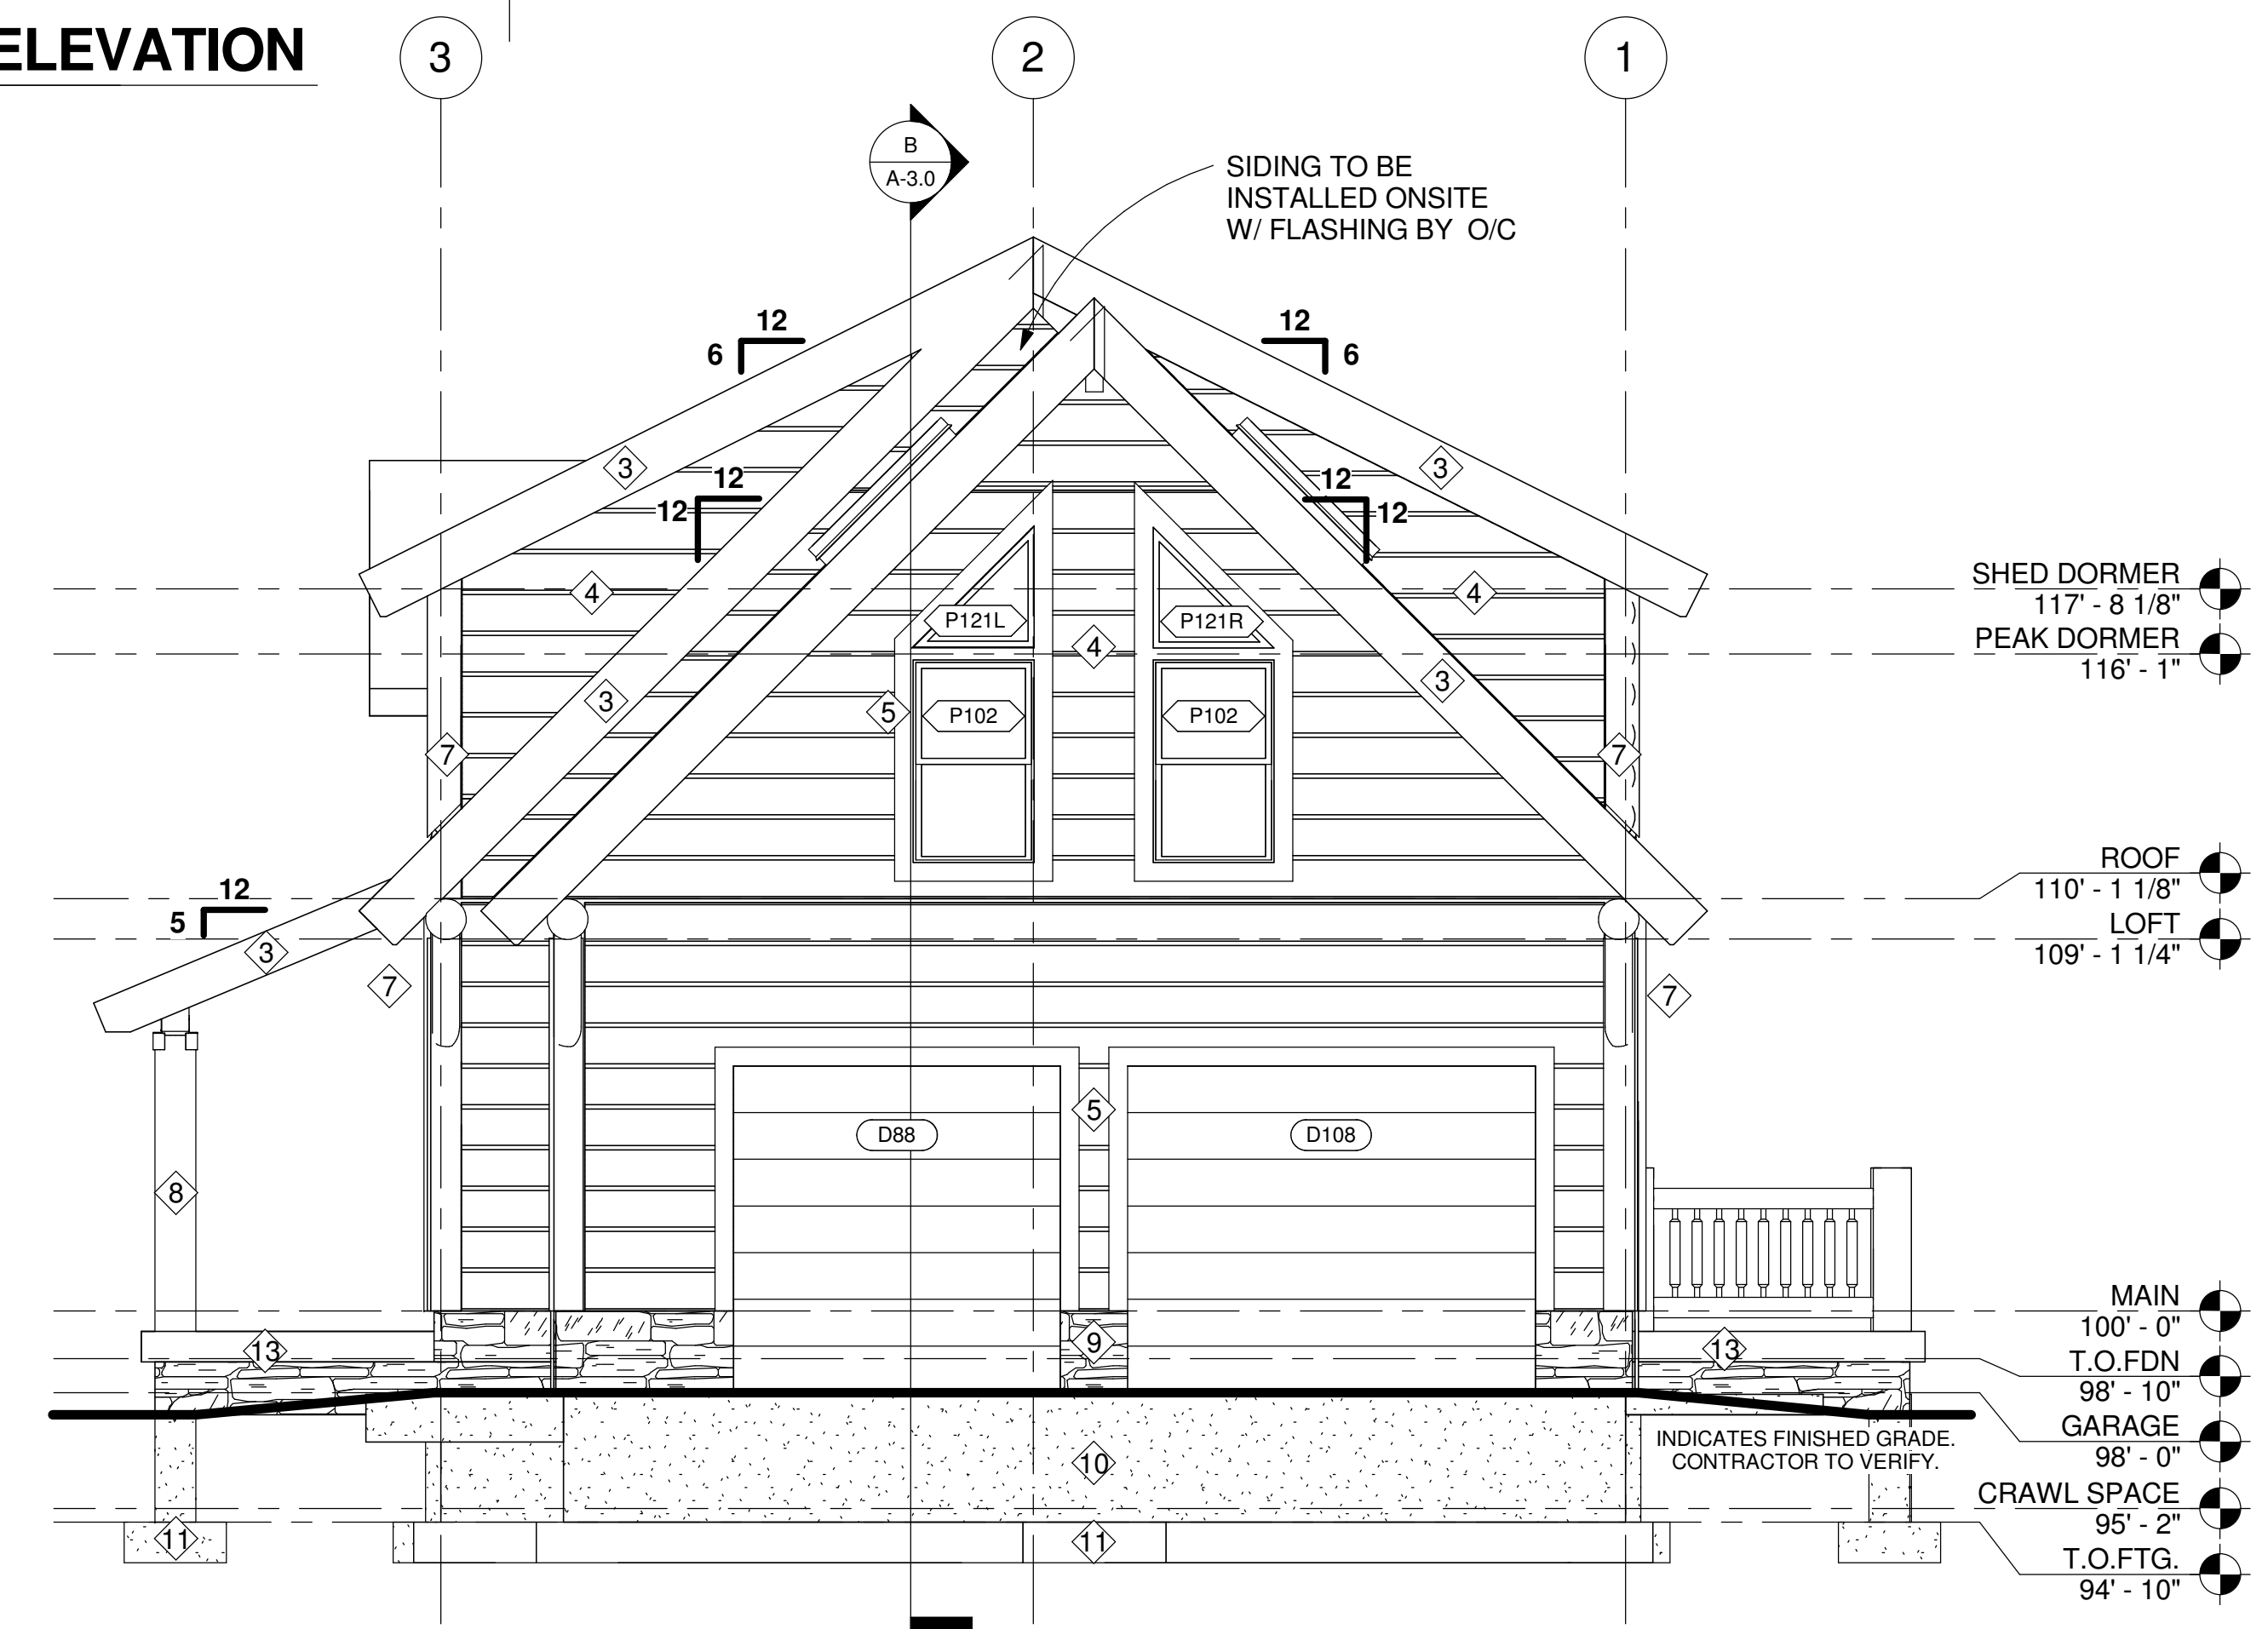 ELEVATION
3
2
1
B
A-3.0
SIDING TO BE
INSTALLED ONSITE
W/ FLASHING BY O/C
12
6
12
6
3
3
12
12
12
12
4
4
SHED DORMER
117' - 8 1/8"
P121L
P121R
4
PEAK DORMER
116' - 1"
3
3
5
P102
P102
7
7
ROOF
110' - 1 1/8"
12
5
3
LOFT
109' - 1 1/4"
7
7
5
D88
D108
8
MAIN
100' - 0"
13
9
13
T.O.FDN
98' - 10"
GARAGE
98' - 0"
INDICATES FINISHED GRADE.
CONTRACTOR TO VERIFY.
10
CRAWL SPACE
95' - 2"
11
11
T.O.FTG.
94' - 10"